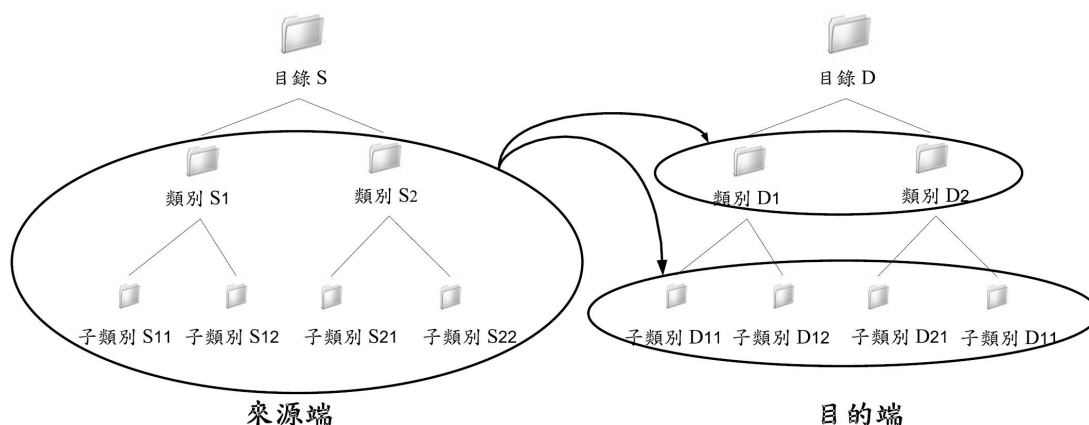 目錄 S
目錄 D
類別 S1
類別 S2
類別 D1
類別 D2
子類別 S11
子類別 S12
子類別 S21
子類別 S22
子類別 D11
子類別 D12
子類別 D21
子類別 D11
來源端
目的端